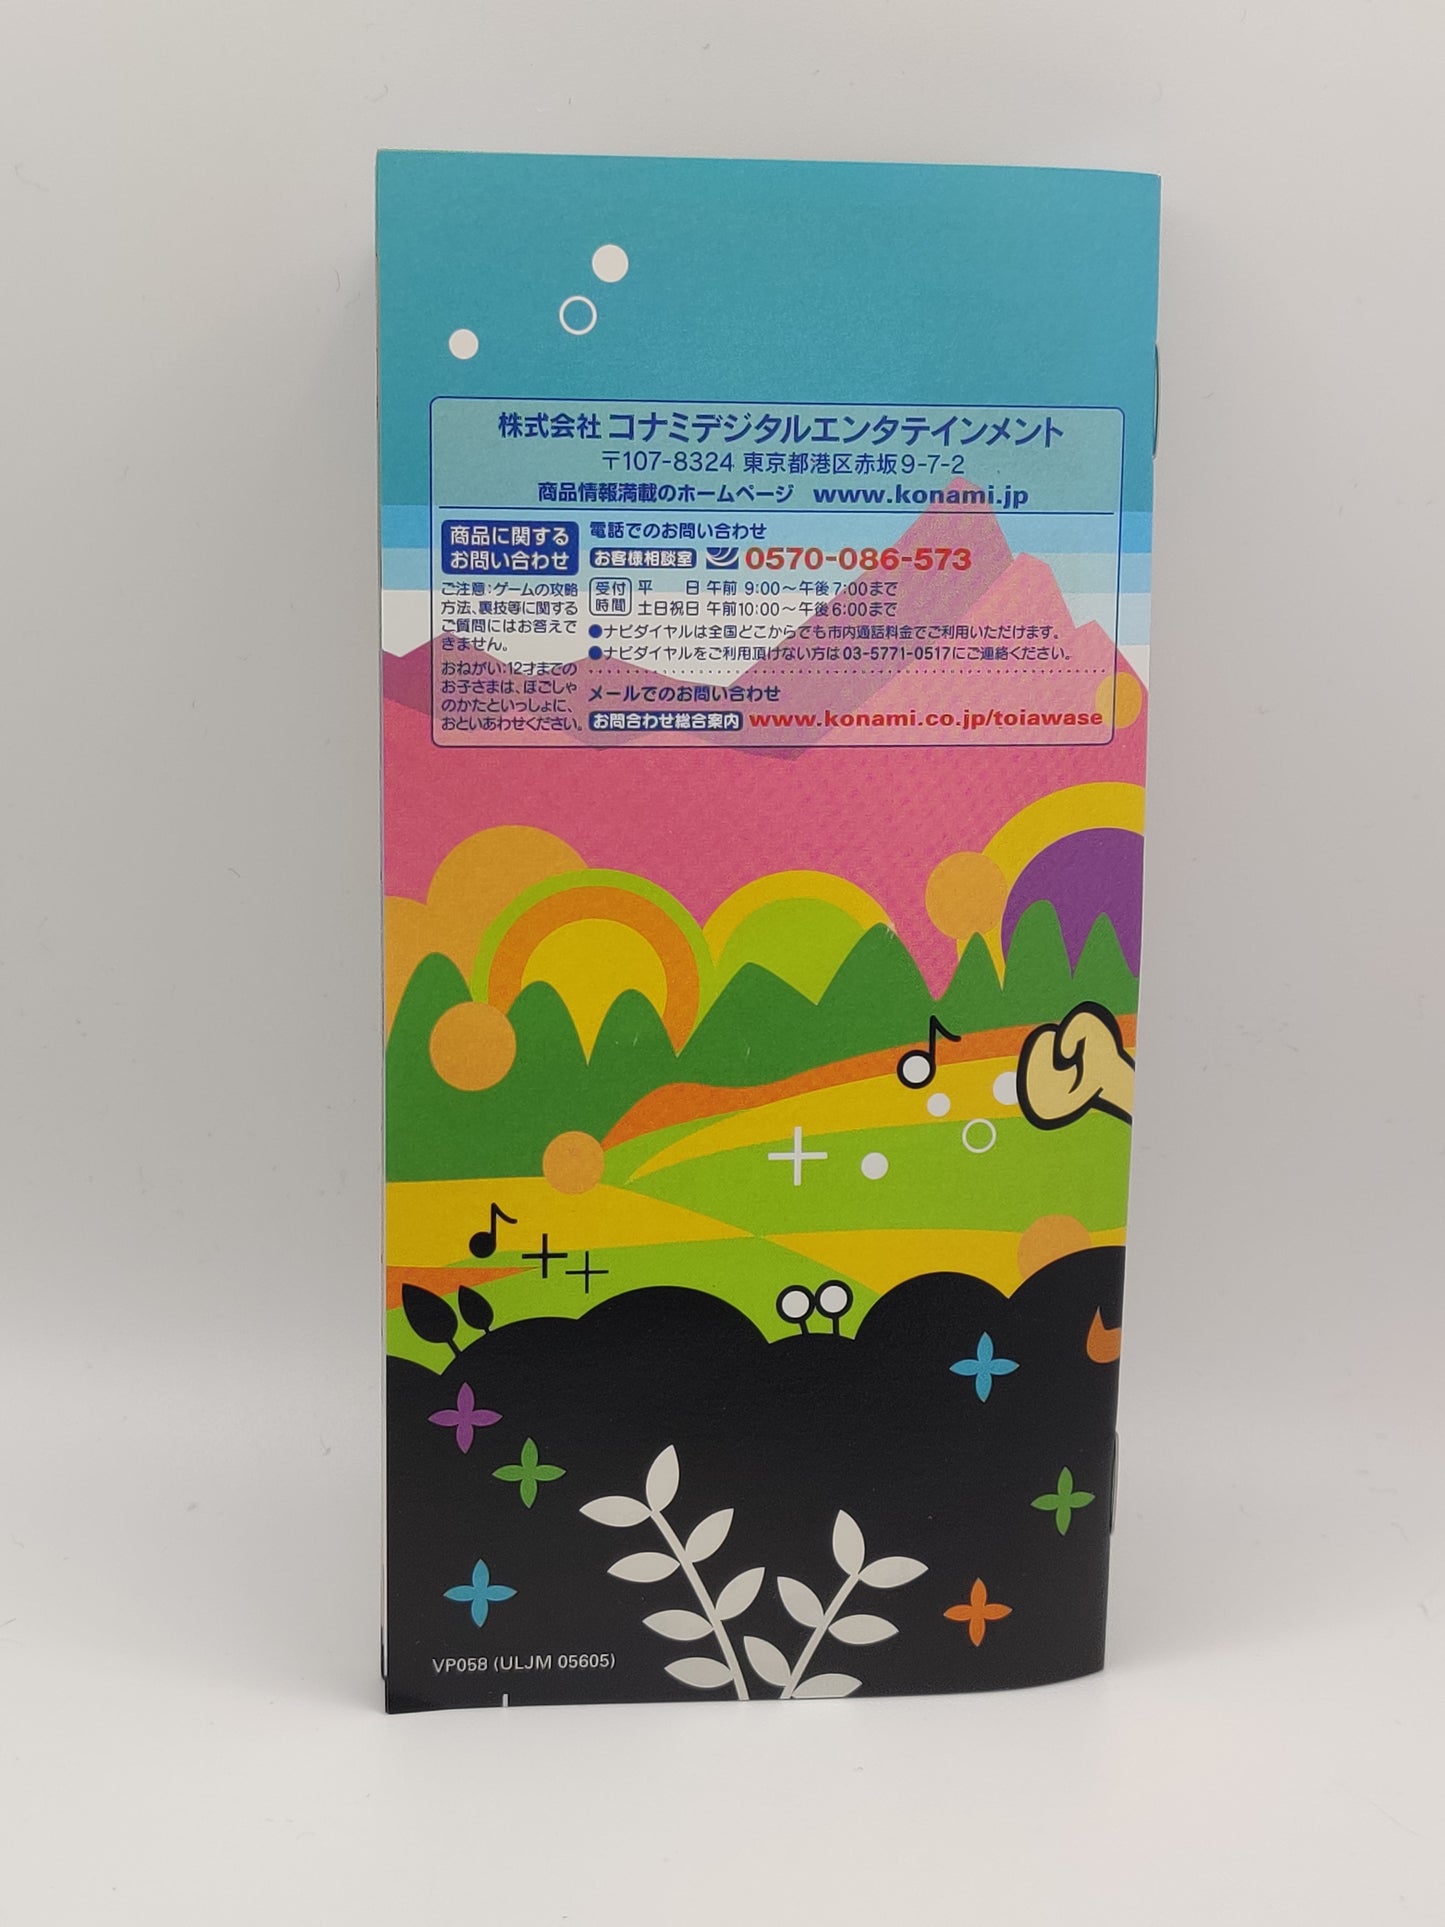 株式会社 コナミデジタルエンタテインメント
〒107-8324 東京都港区赤坂9-7-2
商品情報満載のホームページ www.konami.jp
商品に関する
お問い合わせ
ご注意:ゲームの攻略
方法、裏技等に関する
ご質問にはお答えで
きません。
おねがい:12才までの
お子さまは、ほごしゃ
のかたといっしょに、
おといあわせください。
電話でのお問い合わせ
お客様相談室 0570-086-573
受付
時間
平 日 午前 9:00～午後7:00まで
土日祝日 午前10:00～午後6:00まで
●ナビダイヤルは全国どこからでも市内通話料金でご利用いただけます。
●ナビダイヤルをご利用頂けない方は03-5771-0517にご連絡ください。
メールでのお問い合わせ
お問合わせ総合案内 www.konami.co.jp/toiawase
VP058 (ULJM 05605)